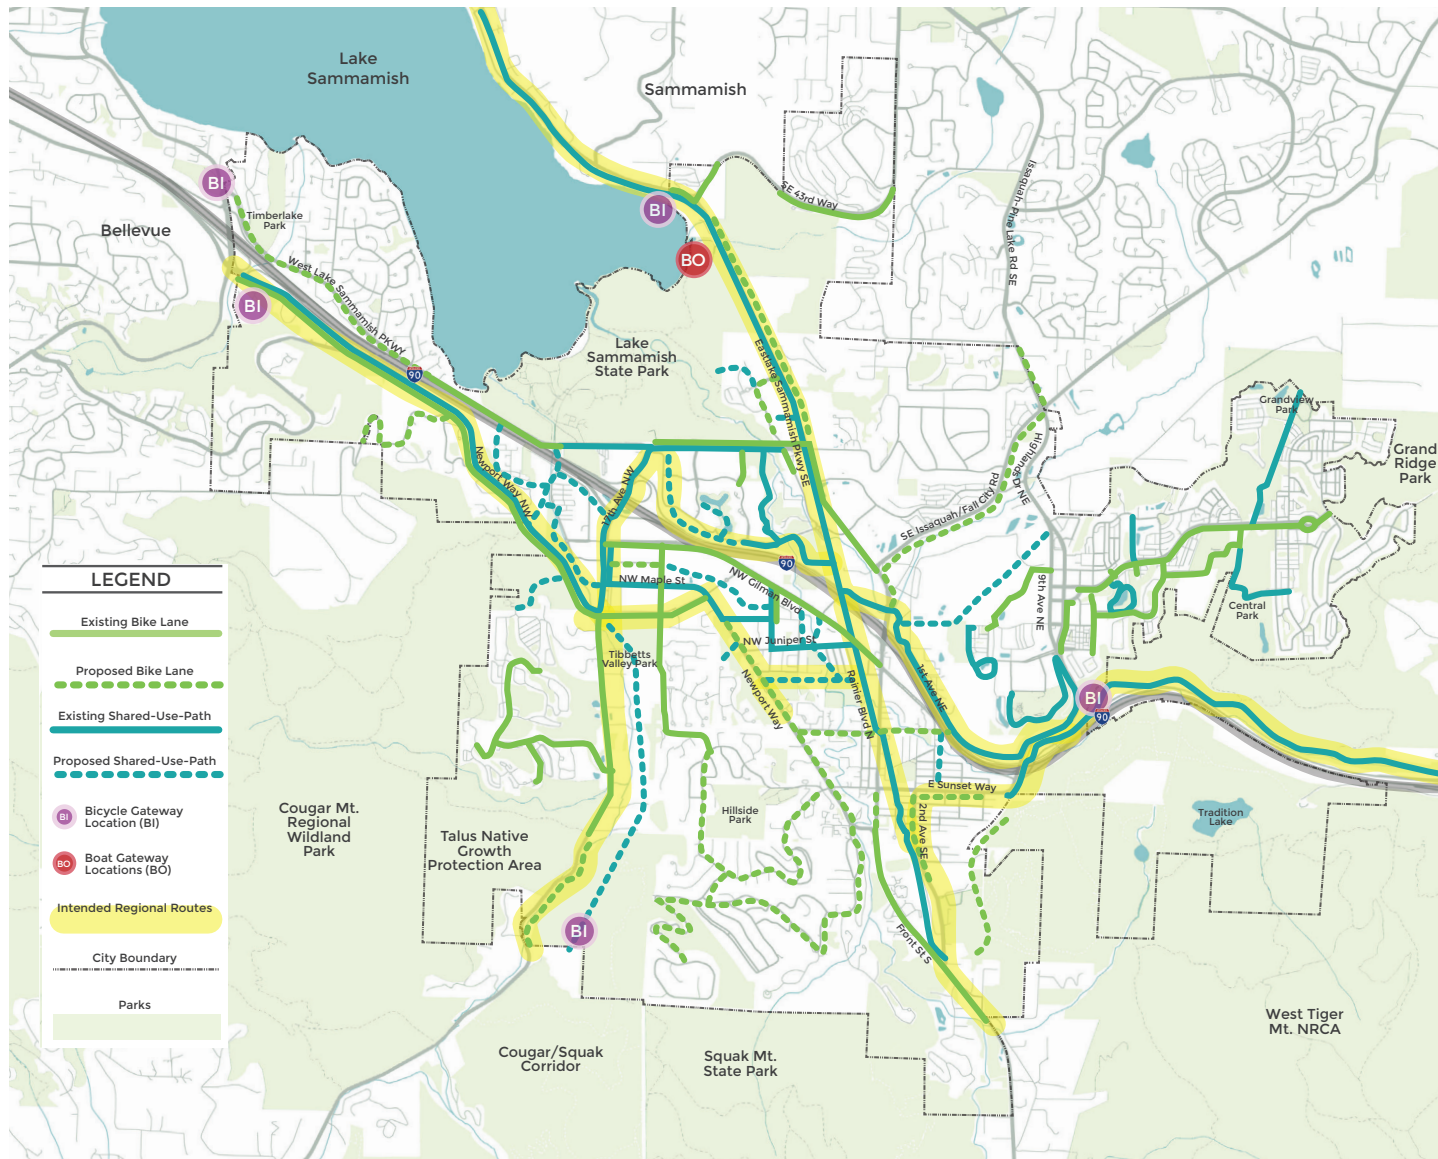 Lake
Sammamish
Sammamish
BI
Timberlake
Park
Bellevue
BI
SE 43rd Way
Issaquah-Pine Lake Rd SE
BO
West Lake Sammamish PKWY
BI
90
Lake
Sammamish
State Park
Eastlake Sammamish Pkwy SE
Grandview
Park
Grand
Ridge
Park
Highlands Dr NE
Newport Way NW
17th Ave NW
SE Issaquah/Fall City Rd
90
NW Maple St
NW Gilman Blvd
9th Ave NE
Central
Park
NW Juniper St
Tibbetts
Valley Park
Newport Way
Rainier Blvd N
1st Ave NE
BI
90
E Sunset Way
2nd Ave SE
Hillside
Park
Tradition
Lake
Cougar Mt.
Regional
Wildland
Park
Talus Native
Growth
Protection Area
BI
Front St S
Cougar/Squak
Corridor
Squak Mt.
State Park
West Tiger
Mt. NRCA
LEGEND
Existing Bike Lane
Proposed Bike Lane
Existing Shared-Use-Path
Proposed Shared-Use-Path
BI
Bicycle Gateway
Location (BI)
BO
Boat Gateway
Locations (BO)
Intended Regional Routes
City Boundary
Parks